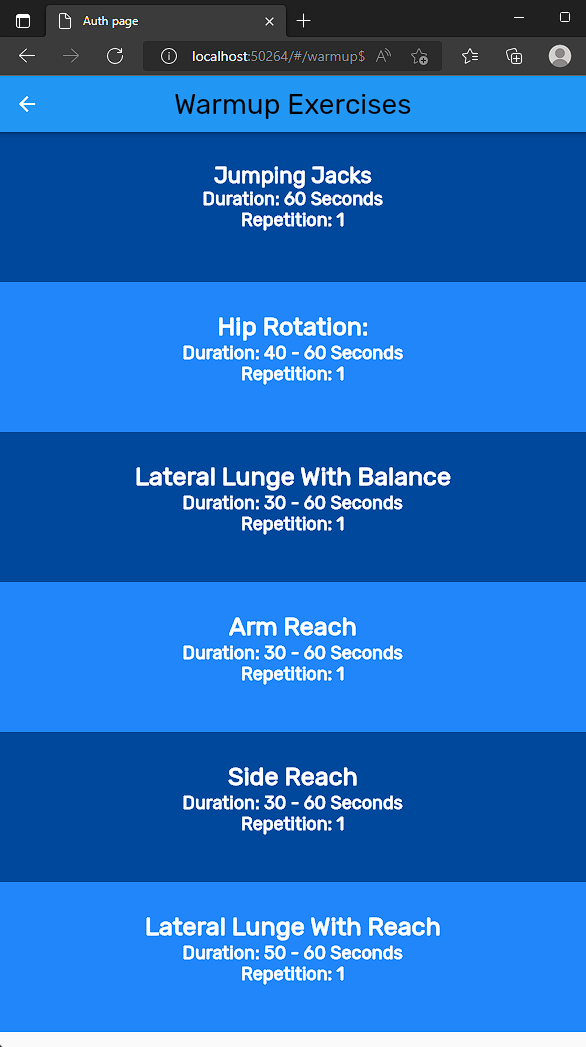 Auth page
localhost:50264/#/warmup$
Warmup Exercises
Jumping Jacks
Duration: 60 Seconds
Repetition: 1
Hip Rotation:
Duration: 40 - 60 Seconds
Repetition: 1
Lateral Lunge With Balance
Duration: 30 - 60 Seconds
Repetition: 1
Arm Reach
Duration: 30 - 60 Seconds
Repetition: 1
Side Reach
Duration: 30 - 60 Seconds
Repetition: 1
Lateral Lunge With Reach
Duration: 50 - 60 Seconds
Repetition: 1